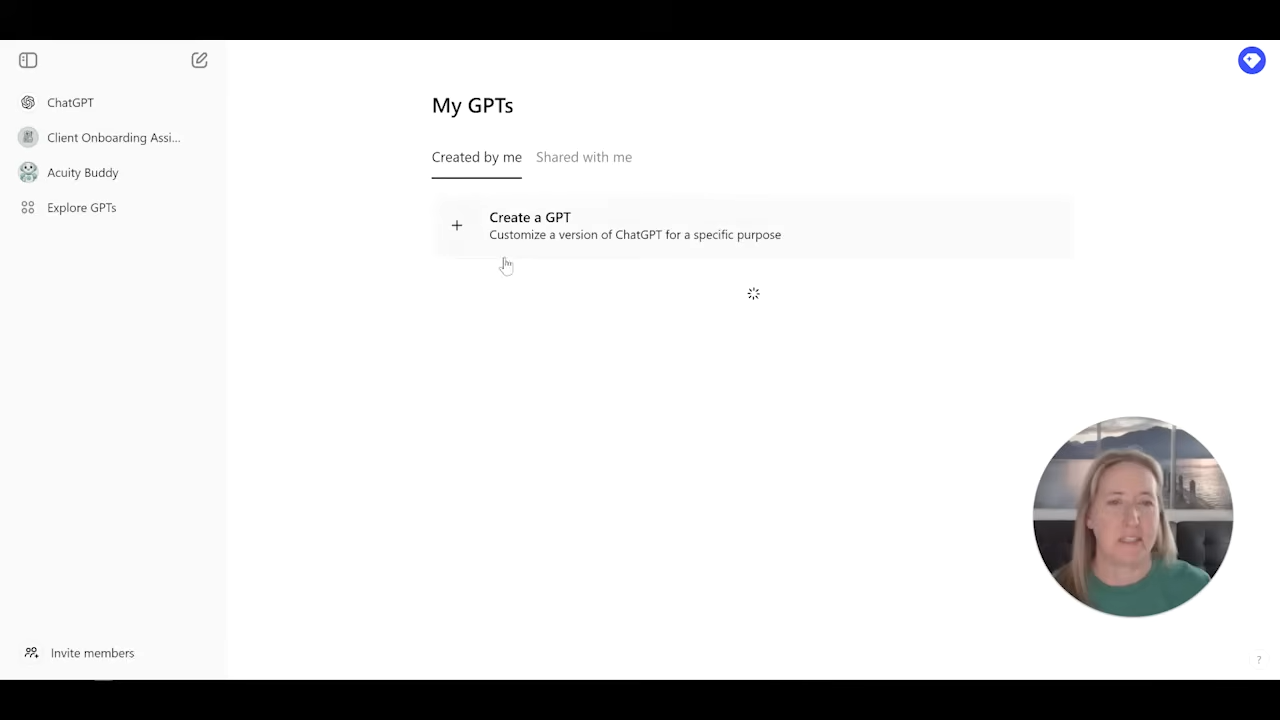 ChatGPT
Client Onboarding Assi...
Acuity Buddy
Explore GPTs
Invite members
My GPTs
Created by me
Shared with me
+
Create a GPT
Customize a version of ChatGPT for a specific purpose
?